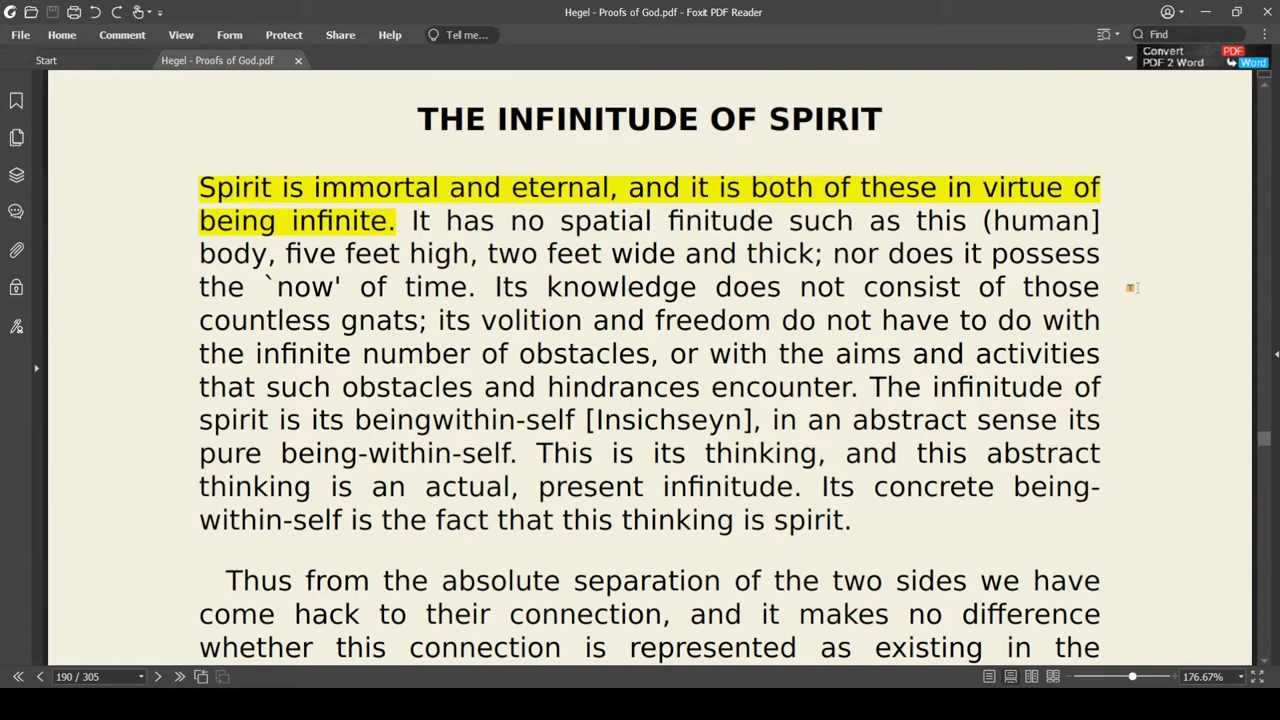 Hegel - Proofs of God.pdf - Foxit PDF Reader
File Home Comment View Form Protect Share Help Tell me... Find
Start Hegel - Proofs of God.pdf
Convert PDF
PDF 2 Word Word
THE INFINITUDE OF SPIRIT
Spirit is immortal and eternal, and it is both of these in virtue of
being infinite. It has no spatial finitude such as this (human]
body, five feet high, two feet wide and thick; nor does it possess
the `now' of time. Its knowledge does not consist of those
countless gnats; its volition and freedom do not have to do with
the infinite number of obstacles, or with the aims and activities
that such obstacles and hindrances encounter. The infinitude of
spirit is its beingwithin-self [Insichseyn], in an abstract sense its
pure being-within-self. This is its thinking, and this abstract
thinking is an actual, present infinitude. Its concrete being-
within-self is the fact that this thinking is spirit.
Thus from the absolute separation of the two sides we have
come hack to their connection, and it makes no difference
whether this connection is represented as existing in the
190 / 305 176.67%